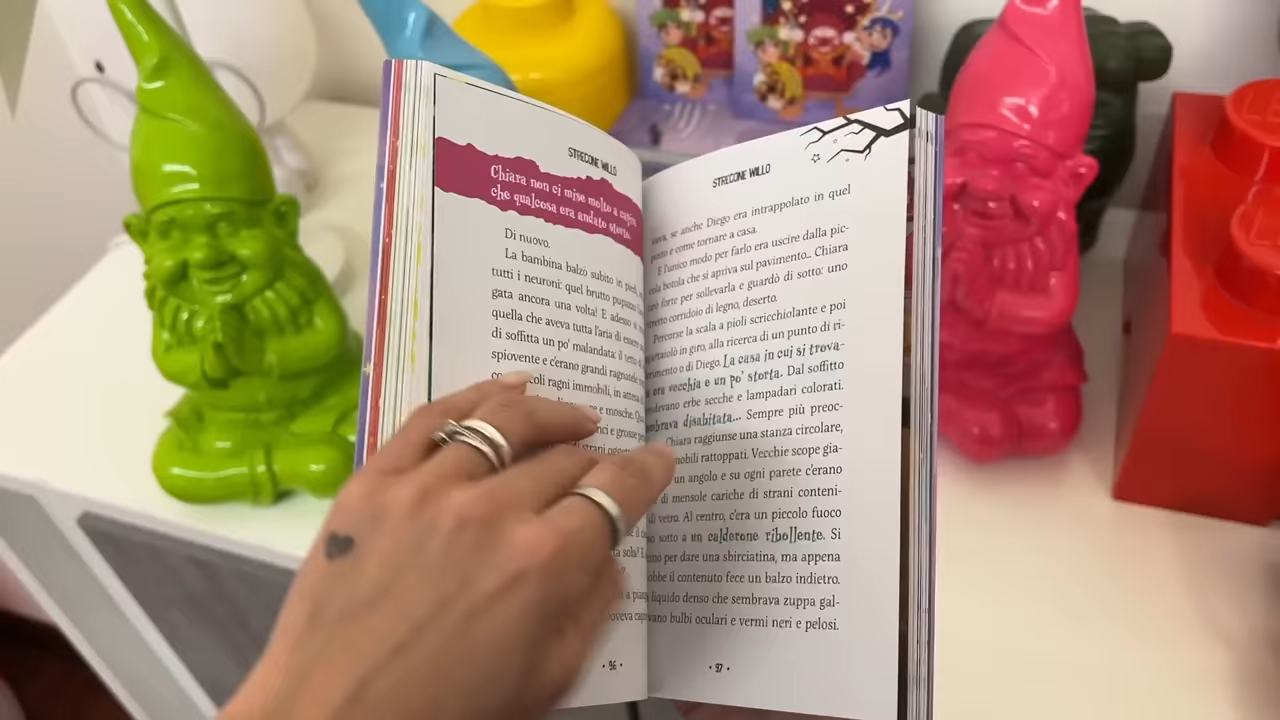 STREGONE WILLO
Chiara non ci mise molto a capire
che qualcosa era andato storto.
Di nuovo.
La bambina balzò subito in piedi
tutti i neuroni: quel brutto pupazzo
gata ancora una volta! E adesso si
quella che aveva tutta l'aria di essere
di soffitta un po' malandata: il tetto
spiovente e c'erano grandi ragnatele
coli ragni immobili, in attesa
e mosche.
e grosse
di strani
sola?
a
doveva
• 96 •
STREGONE WILLO
se anche Diego era intrappolato in quel
posto e come tornare a casa.
E l'unico modo per farlo era uscire dalla pic-
cola botola che si apriva sul pavimento... Chiara
tirò forte per sollevarla e guardò di sotto: uno
stretto corridoio di legno, deserto.
Percorse la scala a pioli scricchiolante e poi
in giro, alla ricerca di un punto di ri-
ferimento o di Diego. La casa in cui si trova-
era vecchia e un po' storta. Dal soffitto
pendevano erbe secche e lampadari colorati.
sembrava disabitata... Sempre più preoc-
Chiara raggiunse una stanza circolare,
mobili rattoppati. Vecchie scope gia-
un angolo e su ogni parete c'erano
di mensole cariche di strani conteni-
di vetro. Al centro, c'era un piccolo fuoco
sotto a un calderone ribollente. Si
per dare una sbirciatina, ma appena
ebbe il contenuto fece un balzo indietro.
liquido denso che sembrava zuppa gal-
vano bulbi oculari e vermi neri e pelosi.
• 97 •